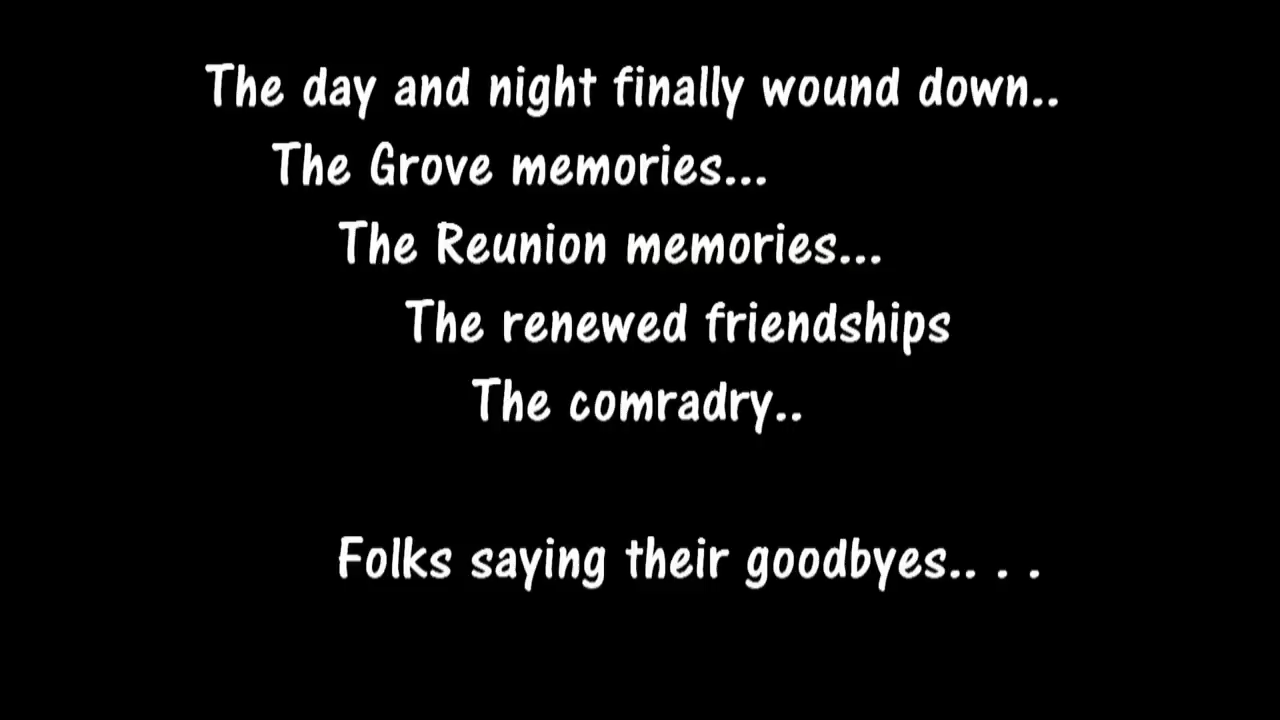 The day and night finally wound down..
The Grove memories...
The Reunion memories...
The renewed friendships
The comradry..
Folks saying their goodbyes.. . .